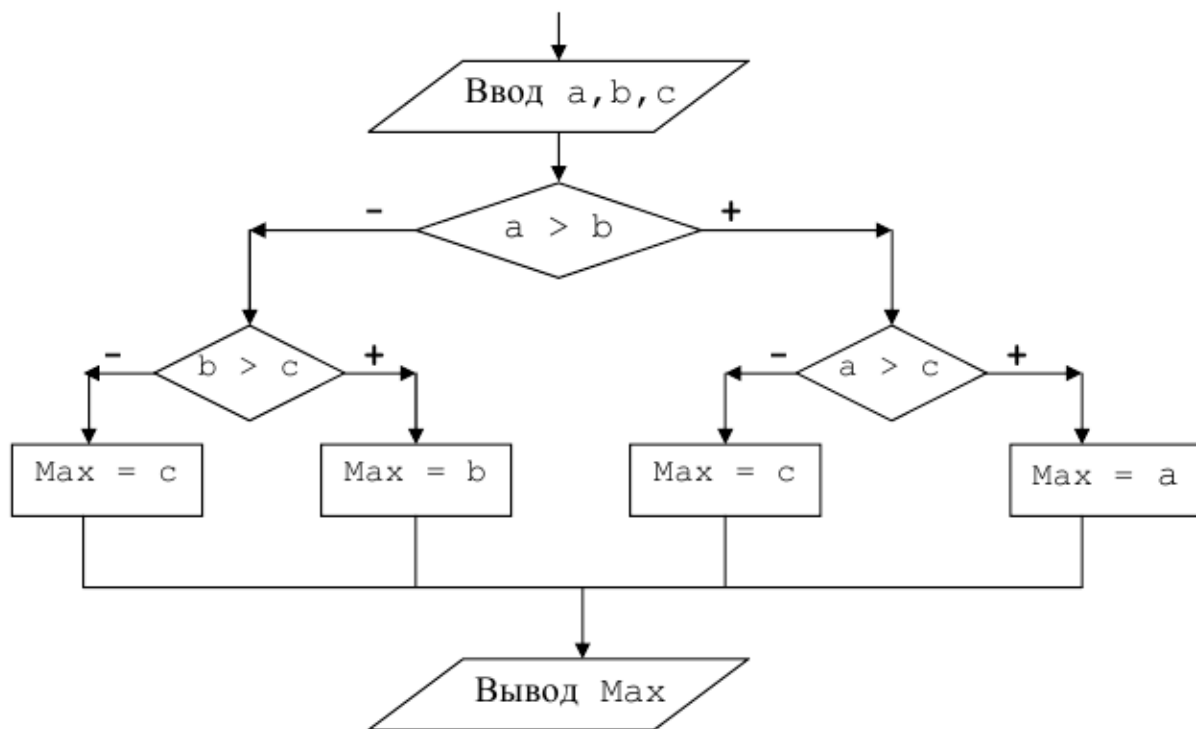 Ввод a,b,c
- a > b +
- b > c +
- a > c +
Max = c
Max = b
Max = c
Max = a
Вывод Max